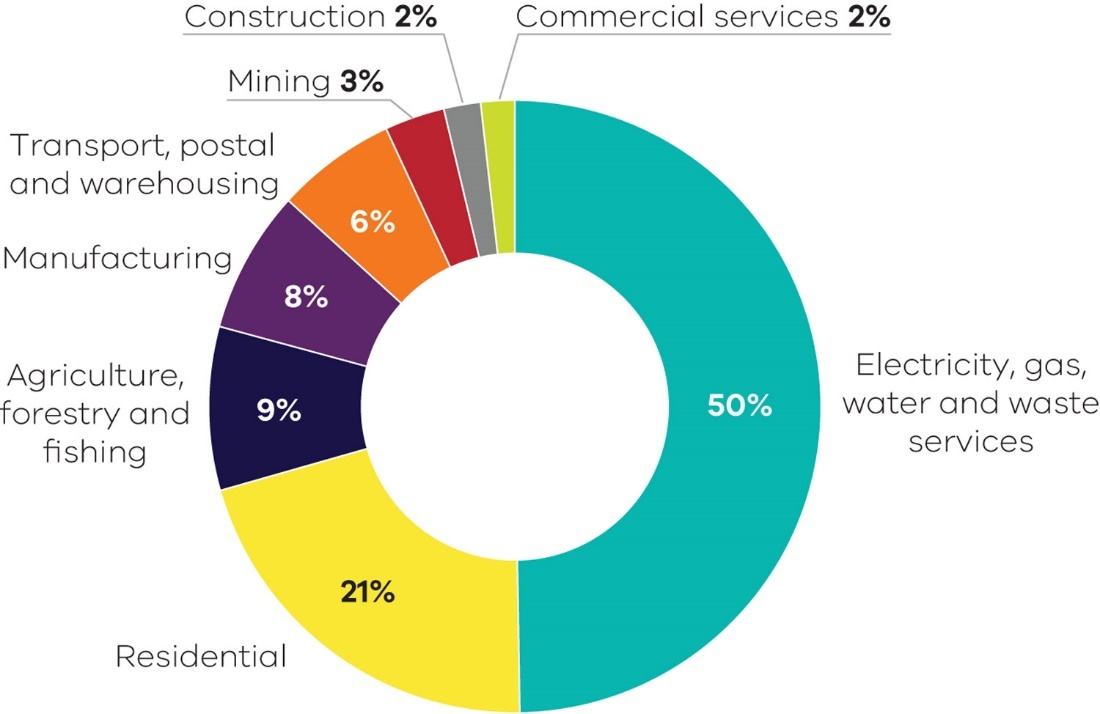 Construction 2%
Commercial services 2%
Mining 3%
Transport, postal
and warehousing
6%
Manufacturing
8%
Agriculture,
forestry and
fishing
9%
Electricity, gas,
water and waste
services
50%
21%
Residential